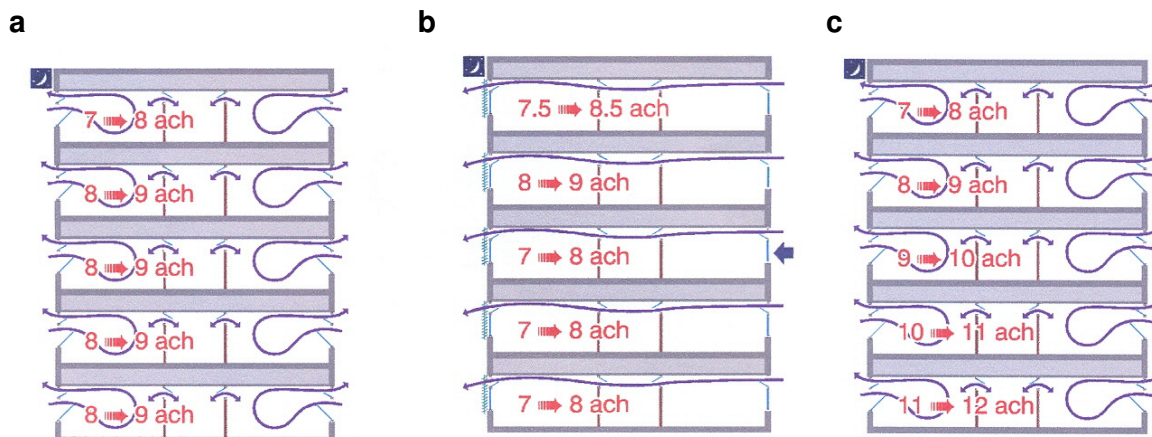 a
7 ➠ 8 ach
8 ➠ 9 ach
8 ➠ 9 ach
8 ➠ 9 ach
8 ➠ 9 ach
b
7.5 ➠ 8.5 ach
8 ➠ 9 ach
7 ➠ 8 ach
7 ➠ 8 ach
7 ➠ 8 ach
c
7 ➠ 8 ach
8 ➠ 9 ach
9 ➠ 10 ach
10 ➠ 11 ach
11 ➠ 12 ach